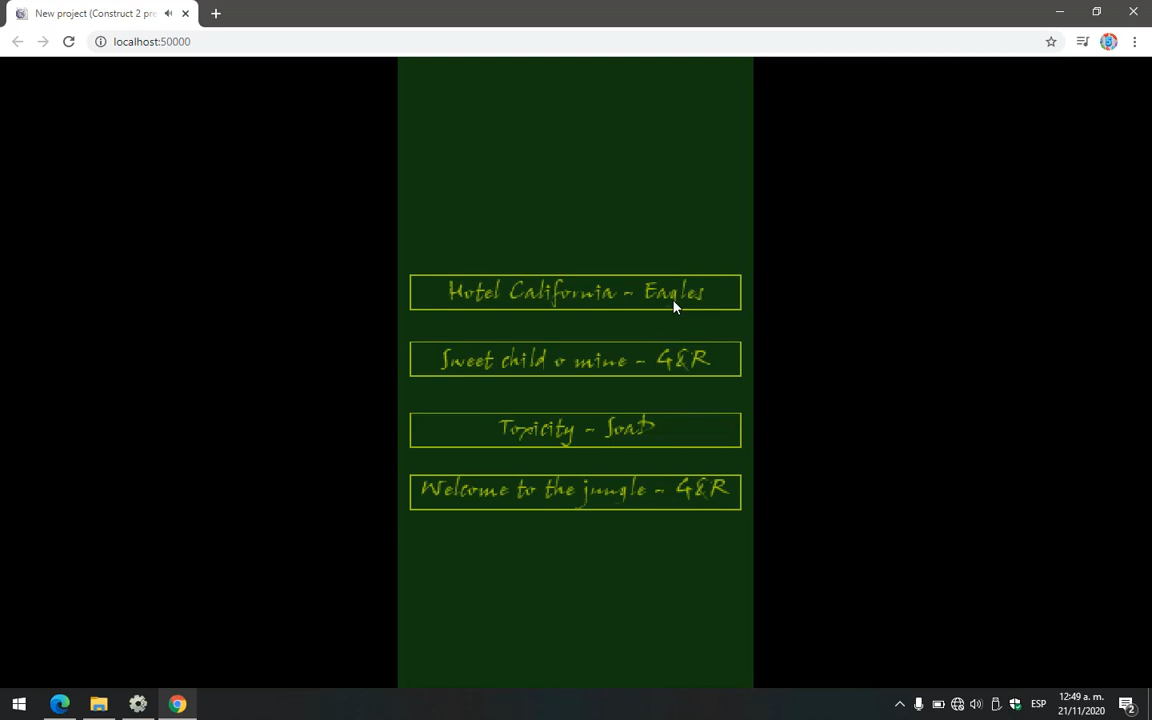 New project (Construct 2 pre
localhost:50000
Hotel California - Eagles
Sweet child o mine - G&R
Toxicity - Soad
Welcome to the jungle - G&R
ESP
12:49 a. m.
21/11/2020
2